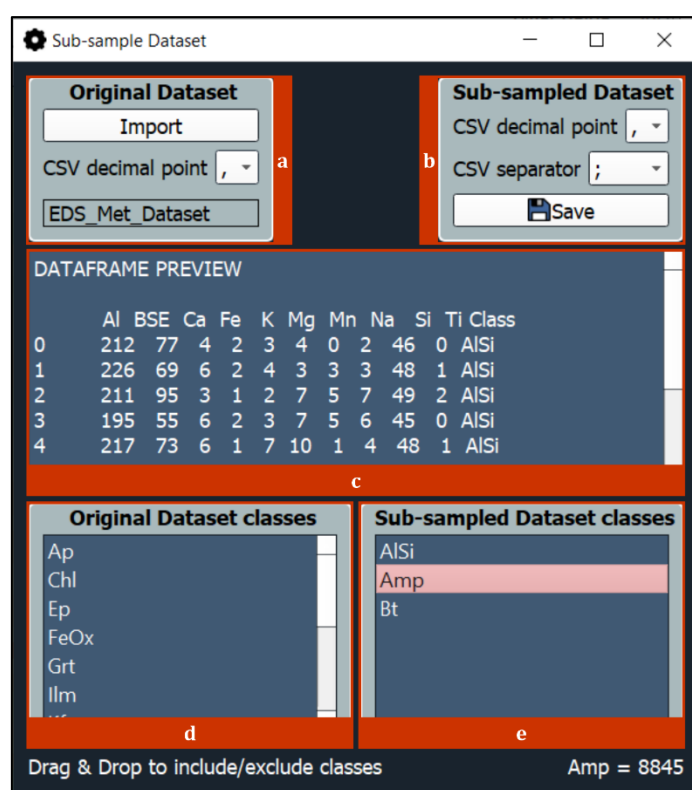 Sub-sample Dataset
Original Dataset
Import
CSV decimal point ,
EDS_Met_Dataset
a
b
Sub-sampled Dataset
CSV decimal point ,
CSV separator ;
Save
DATAFRAME PREVIEW
Al BSE Ca Fe K Mg Mn Na Si Ti Class
0 212 77 4 2 3 4 0 2 46 0 AlSi
1 226 69 6 2 4 3 3 3 48 1 AlSi
2 211 95 3 1 2 7 5 7 49 2 AlSi
3 195 55 6 2 3 7 5 6 45 0 AlSi
4 217 73 6 1 7 10 1 4 48 1 AlSi
c
Original Dataset classes
Ap
Chl
Ep
FeOx
Grt
Ilm
d
Sub-sampled Dataset classes
AlSi
Amp
Bt
e
Drag & Drop to include/exclude classes
Amp = 8845